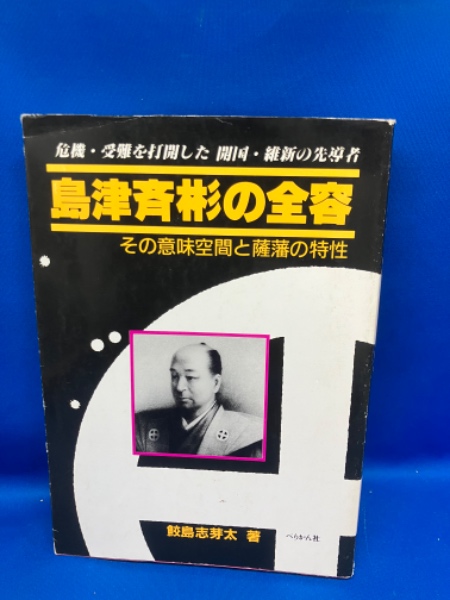 危機・受難を打開した 開国・維新の先導者
島津斉彬の全容
その意味空間と薩藩の特性
鮫島志芽太 著
ぺりかん社